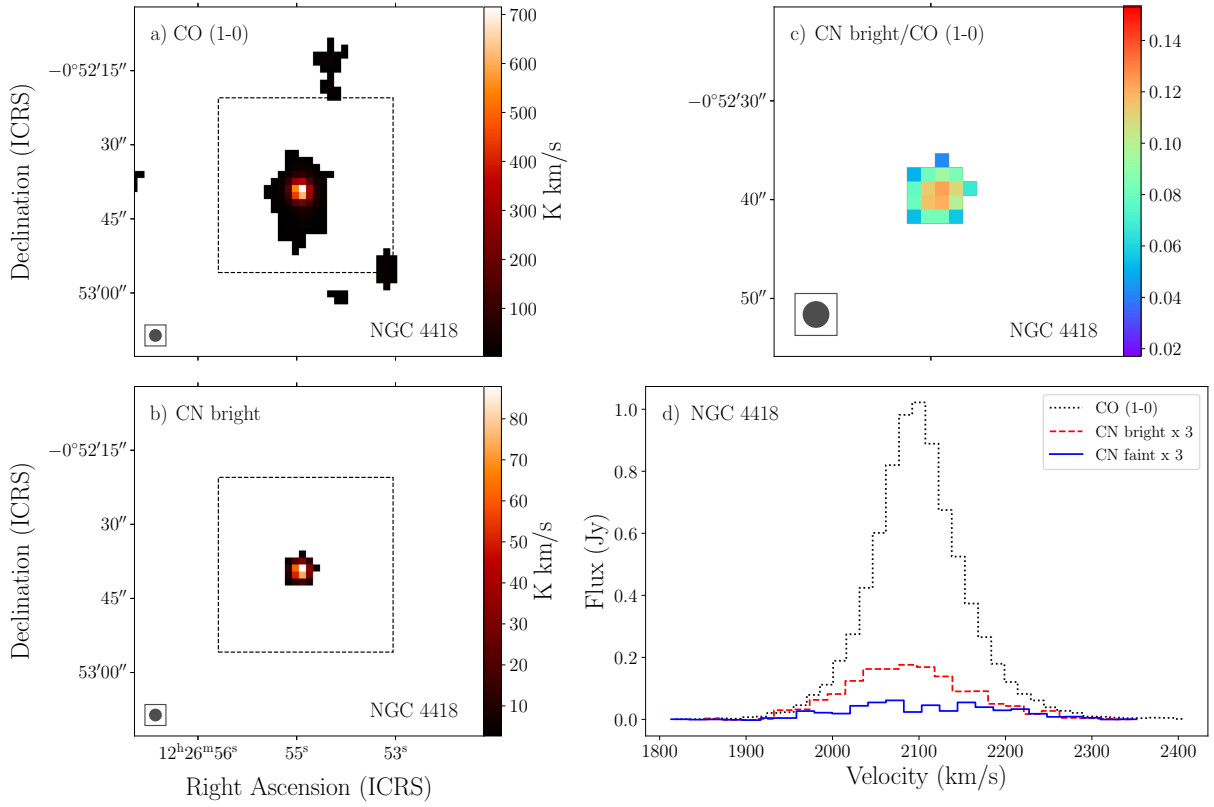 a) CO (1-0)
−0°52′15″
30″
45″
53′00″
Declination (ICRS)
NGC 4418
700
600
500
400
300
200
100
K km/s
c) CN bright/CO (1-0)
−0°52′30″
40″
50″
NGC 4418
0.14
0.12
0.10
0.08
0.06
0.04
0.02
b) CN bright
−0°52′15″
30″
45″
53′00″
Declination (ICRS)
NGC 4418
12ʰ26ᵐ56ˢ
55ˢ
53ˢ
Right Ascension (ICRS)
80
70
60
50
40
30
20
10
K km/s
d) NGC 4418
CO (1-0)
CN bright x 3
CN faint x 3
1.0
0.8
0.6
0.4
0.2
0.0
Flux (Jy)
1800
1900
2000
2100
2200
2300
2400
Velocity (km/s)